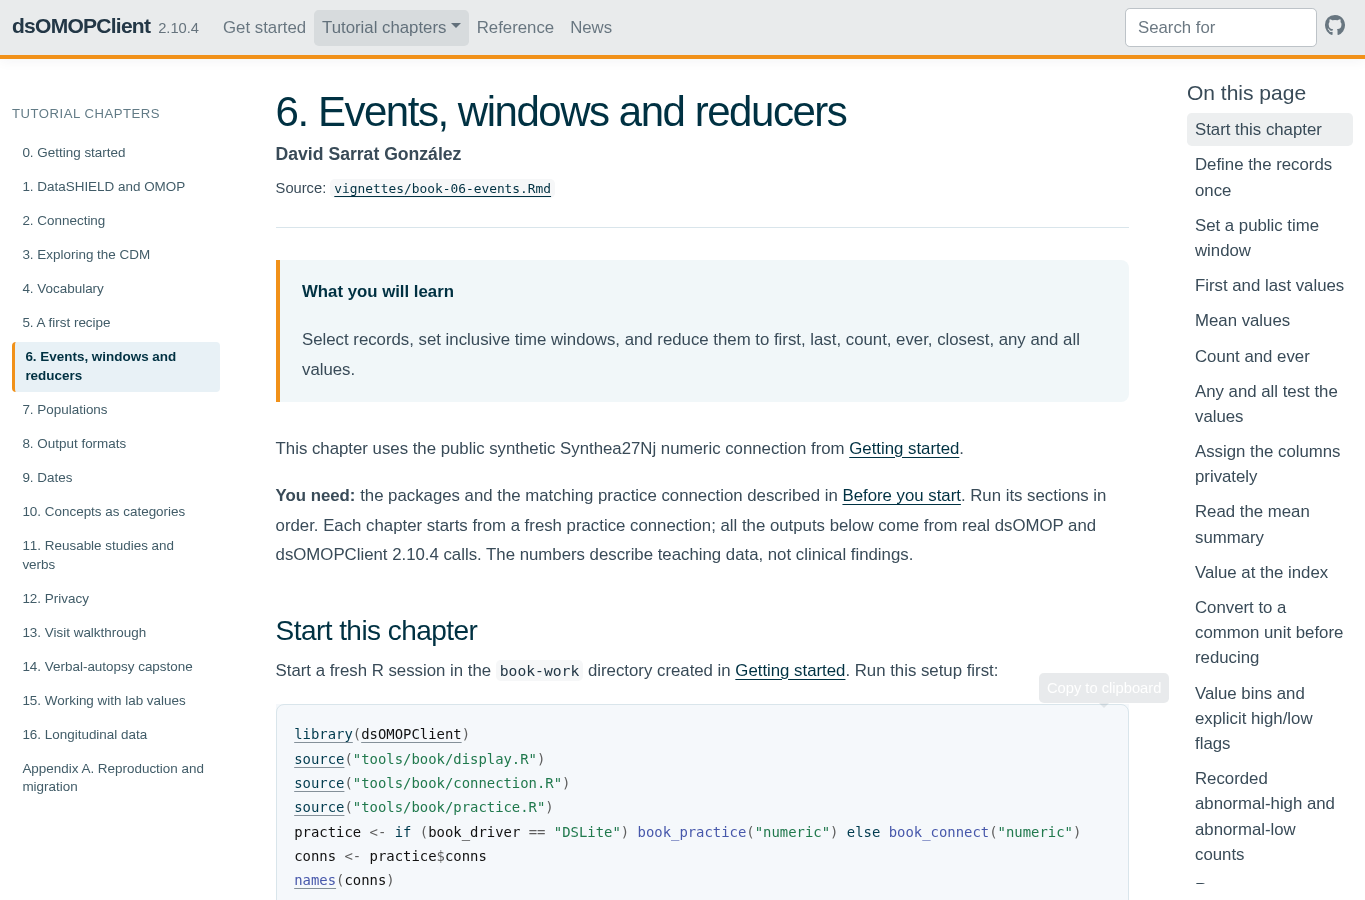 dsOMOPClient 2.10.4 Get started Tutorial chapters Reference News Search for
TUTORIAL CHAPTERS
0. Getting started
1. DataSHIELD and OMOP
2. Connecting
3. Exploring the CDM
4. Vocabulary
5. A first recipe
6. Events, windows and
reducers
7. Populations
8. Output formats
9. Dates
10. Concepts as categories
11. Reusable studies and
verbs
12. Privacy
13. Visit walkthrough
14. Verbal-autopsy capstone
15. Working with lab values
16. Longitudinal data
Appendix A. Reproduction and
migration
6. Events, windows and reducers
David Sarrat González
Source: vignettes/book-06-events.Rmd
What you will learn
Select records, set inclusive time windows, and reduce them to first, last, count, ever, closest, any and all
values.
This chapter uses the public synthetic Synthea27Nj numeric connection from Getting started.
You need: the packages and the matching practice connection described in Before you start. Run its sections in
order. Each chapter starts from a fresh practice connection; all the outputs below come from real dsOMOP and
dsOMOPClient 2.10.4 calls. The numbers describe teaching data, not clinical findings.
Start this chapter
Start a fresh R session in the book-work directory created in Getting started. Run this setup first:
Copy to clipboard
library(dsOMOPClient)
source("tools/book/display.R")
source("tools/book/connection.R")
source("tools/book/practice.R")
practice <- if (book_driver == "DSLite") book_practice("numeric") else book_connect("numeric")
conns <- practice$conns
names(conns)
On this page
Start this chapter
Define the records
once
Set a public time
window
First and last values
Mean values
Count and ever
Any and all test the
values
Assign the columns
privately
Read the mean
summary
Value at the index
Convert to a
common unit before
reducing
Value bins and
explicit high/low
flags
Recorded
abnormal-high and
abnormal-low
counts